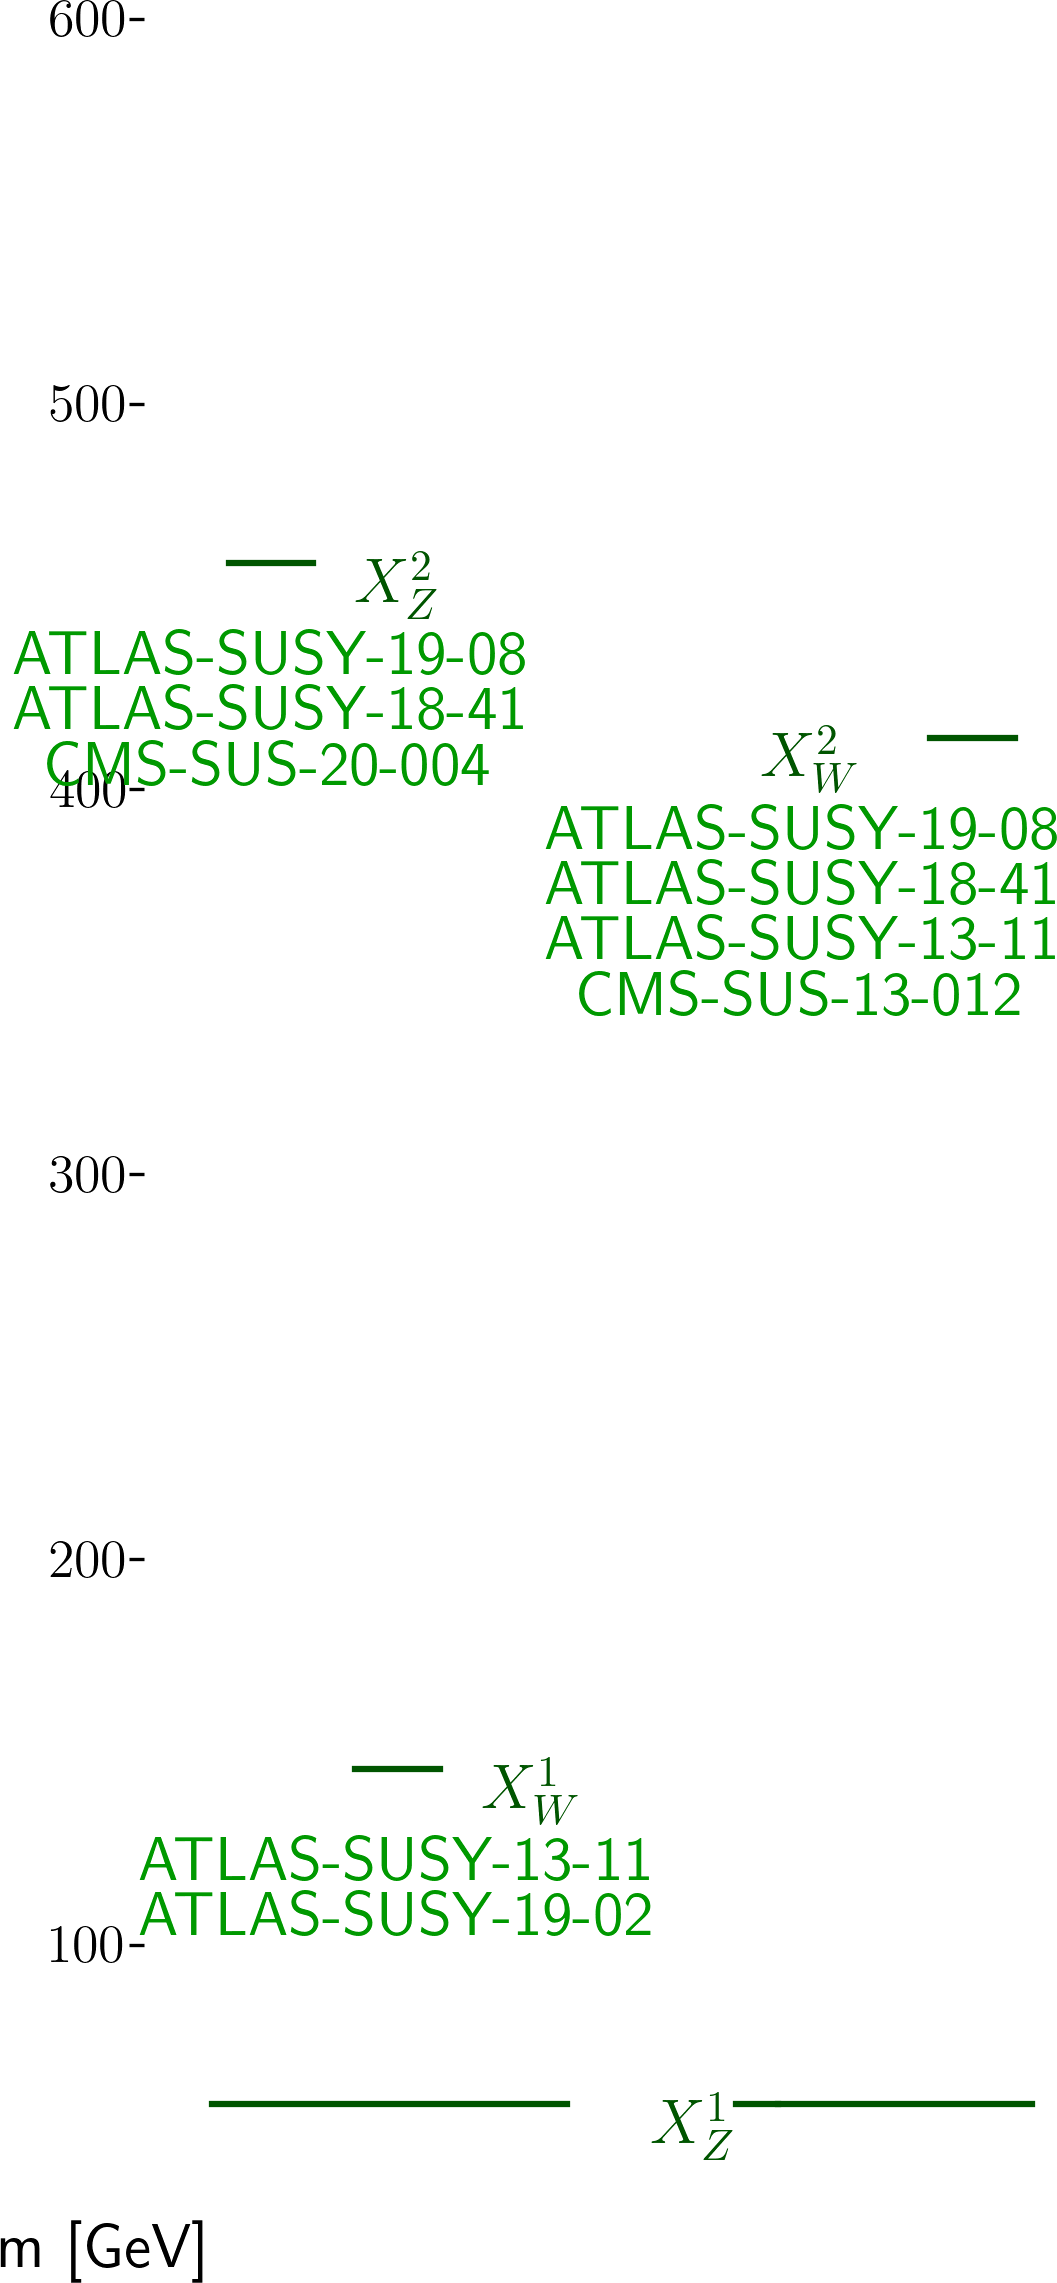 600-
500-
X_Z^2
ATLAS-SUSY-19-08
ATLAS-SUSY-18-41
CMS-SUS-20-004
400-
X_W^2
ATLAS-SUSY-19-08
ATLAS-SUSY-18-41
ATLAS-SUSY-13-11
CMS-SUS-13-012
300-
200-
X_W^1
ATLAS-SUSY-13-11
ATLAS-SUSY-19-02
100-
X_Z^1
m [GeV]